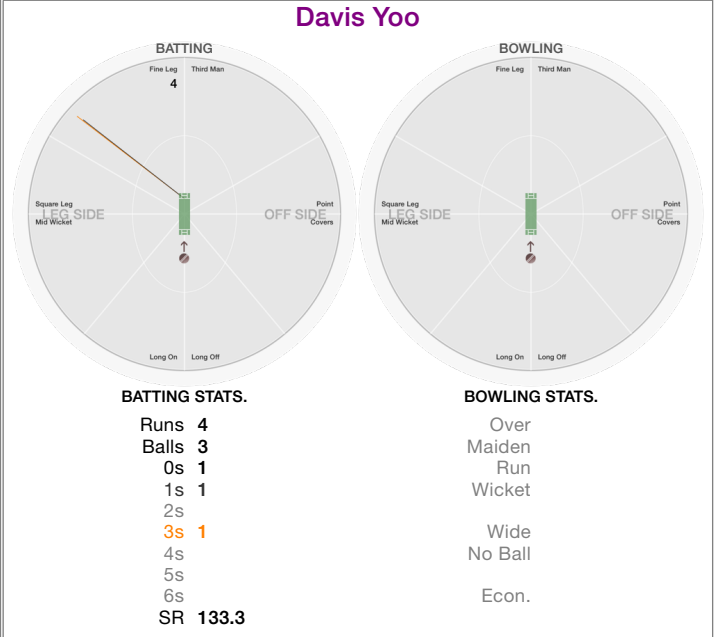 Davis Yoo
BATTING
Fine Leg Third Man
4
Square Leg Point
LEG SIDE OFF SIDE
Mid Wicket Covers
Long On Long Off
BOWLING
Fine Leg Third Man
Square Leg Point
LEG SIDE OFF SIDE
Mid Wicket Covers
Long On Long Off
BATTING STATS.
Runs 4
Balls 3
0s 1
1s 1
2s
3s 1
4s
5s
6s
SR 133.3
BOWLING STATS.
Over
Maiden
Run
Wicket
Wide
No Ball
Econ.